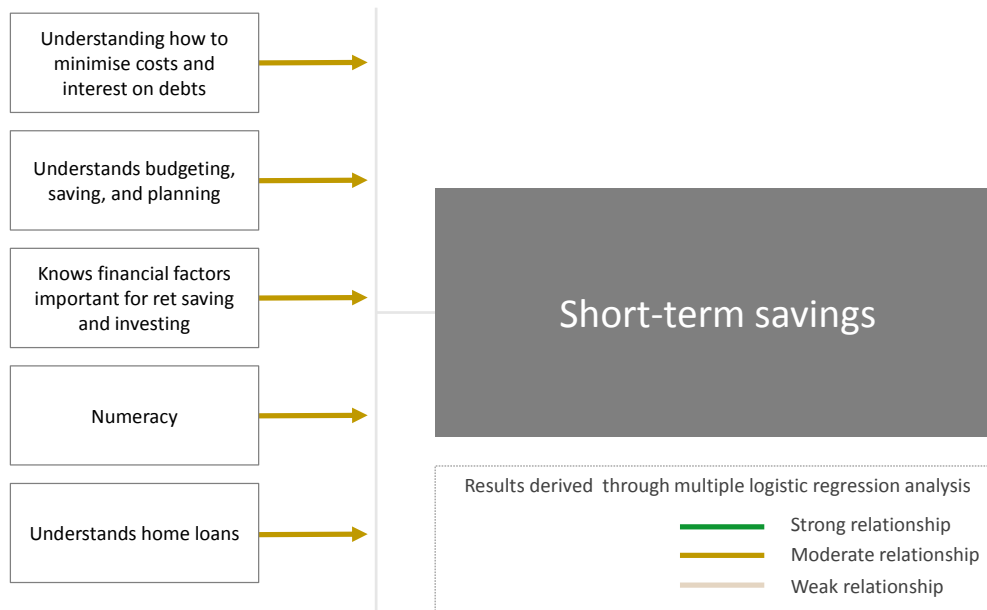 Understanding how to
minimise costs and
interest on debts
Understands budgeting,
saving, and planning
Knows financial factors
important for ret saving
and investing
Numeracy
Understands home loans
Short-term savings
Results derived through multiple logistic regression analysis
Strong relationship
Moderate relationship
Weak relationship